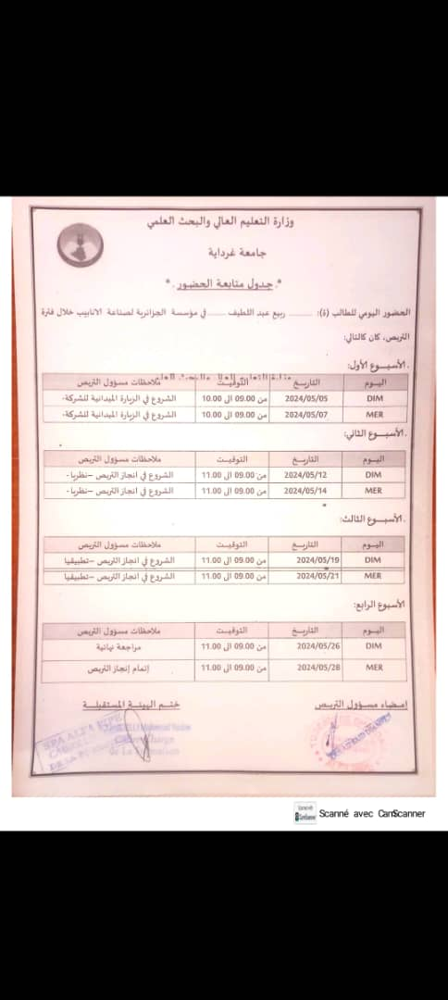 وزارة التعليم العالي والبحث العلمي
جامعة غرداية
*. جدول متابعة الحضور . *
الحضور اليومي للطالب (ة): ........... ربيع عبد اللطيف ........ في مؤسسة الجزائرية لصناعة الانابيب خلال فترة
التربص، كان كالتالي:
.الأسبوع الأول:
اليوم التاريخ التوقيت ملاحظات مسؤول التربص
DIM 2024/05/05 من 09.00 الى 10.00 الشروع في الزيارة الميدانية للشركة-
MER 2024/05/07 من 09.00 الى 10.00 الشروع في الزيارة الميدانية للشركة-
.الأسبوع الثاني:
اليوم التاريخ التوقيت ملاحظات مسؤول التربص
DIM 2024/05/12 من 09.00 الى 11.00 الشروع في انجاز التربص –نظريا-
MER 2024/05/14 من 09.00 الى 11.00 الشروع في انجاز التربص –نظريا-
.الأسبوع الثالث:
اليوم التاريخ التوقيت ملاحظات مسؤول التربص
DIM 2024/05/19 من 09.00 الى 11.00 الشروع في انجاز التربص –تطبيقيا
MER 2024/05/21 من 09.00 الى 11.00 الشروع في انجاز التربص –تطبيقيا
الأسبوع الرابع:
اليوم التاريخ التوقيت ملاحظات مسؤول التربص
DIM 2024/05/26 من 09.00 الى 11.00 مراجعة نهائية
MER 2024/05/28 من 09.00 الى 11.00 إتمام إنجاز التربص
إمضاء مسؤول التربص ختم الهيئة المستقبلة
SPA ALFA PIPE
Scanné avec CamScanner